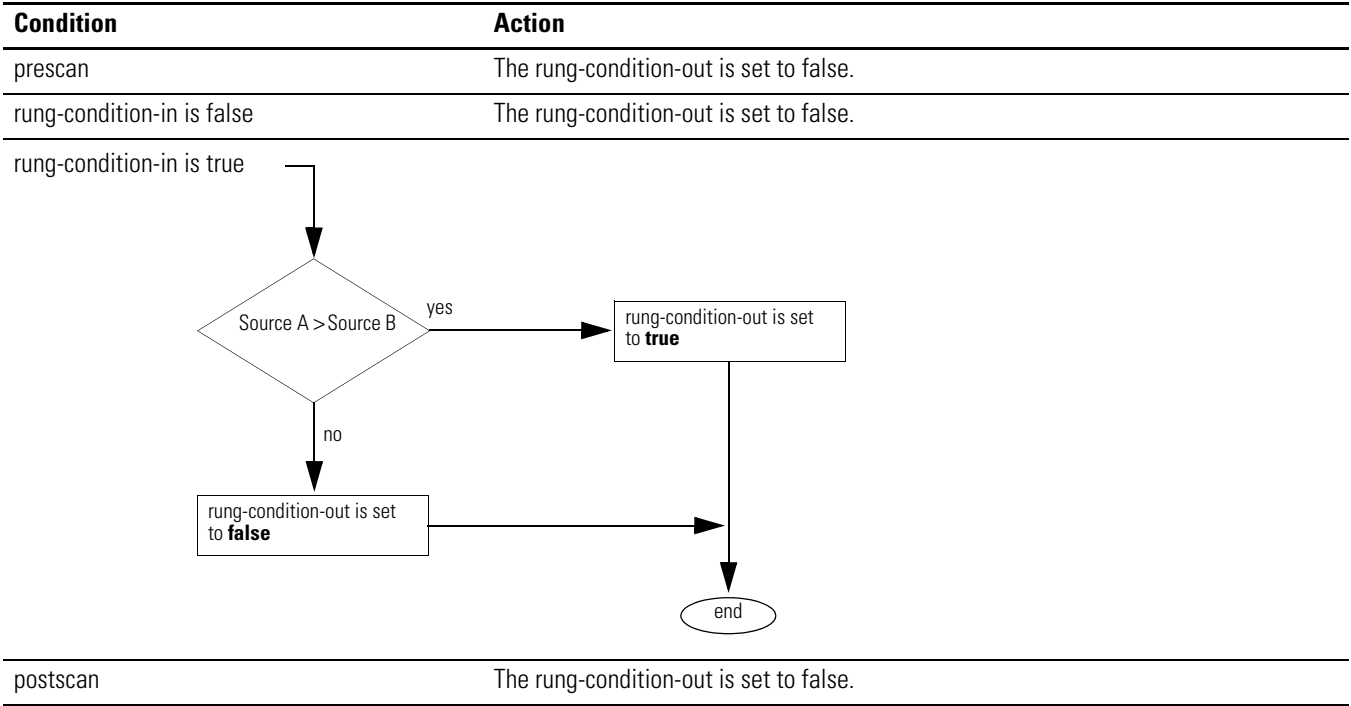 Condition Action
prescan The rung-condition-out is set to false.
rung-condition-in is false The rung-condition-out is set to false.
rung-condition-in is true
Source A > Source B
yes
rung-condition-out is set
to true
no
rung-condition-out is set
to false
end
postscan The rung-condition-out is set to false.